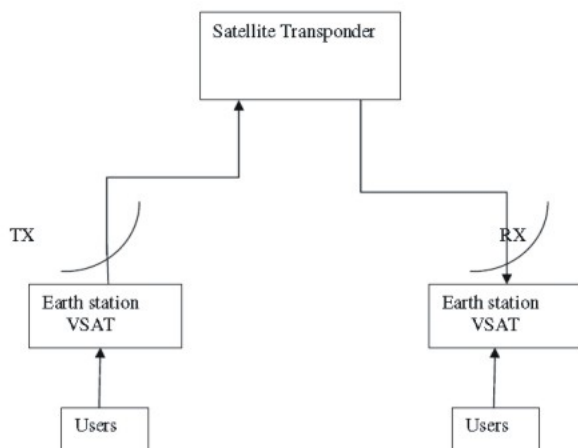 Satellite Transponder
TX
RX
Earth station
VSAT
Earth station
VSAT
Users
Users